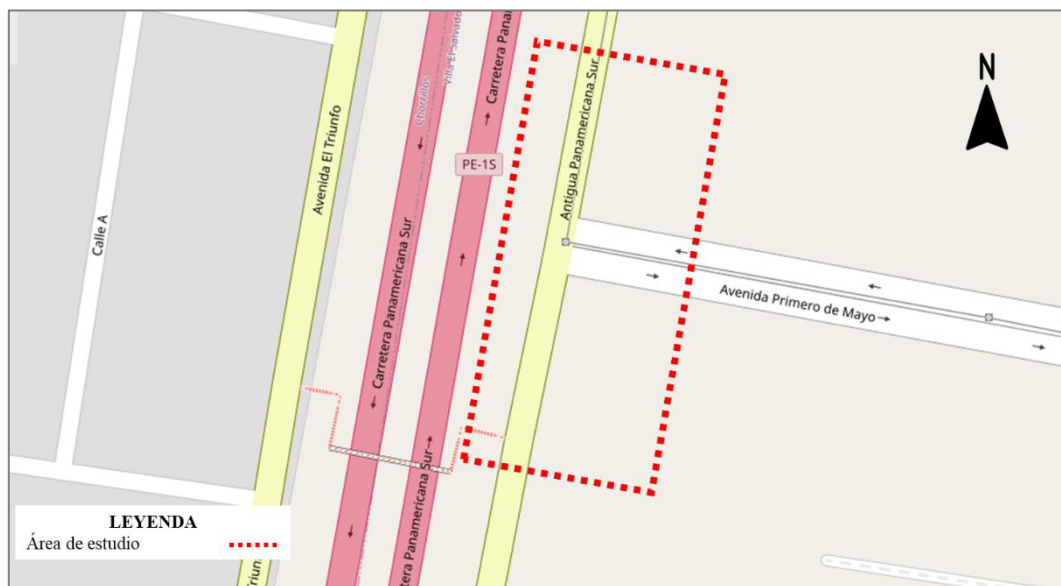 Calle A
Avenida El Triunfo
Triunfo
Chorrillos
Villa El Salvador
Carretera Panamericana Sur
Carretera Panamericana Sur
PE-1S
Antigua Panamericana Sur
Avenida Primero de Mayo
N
LEYENDA
Área de estudio